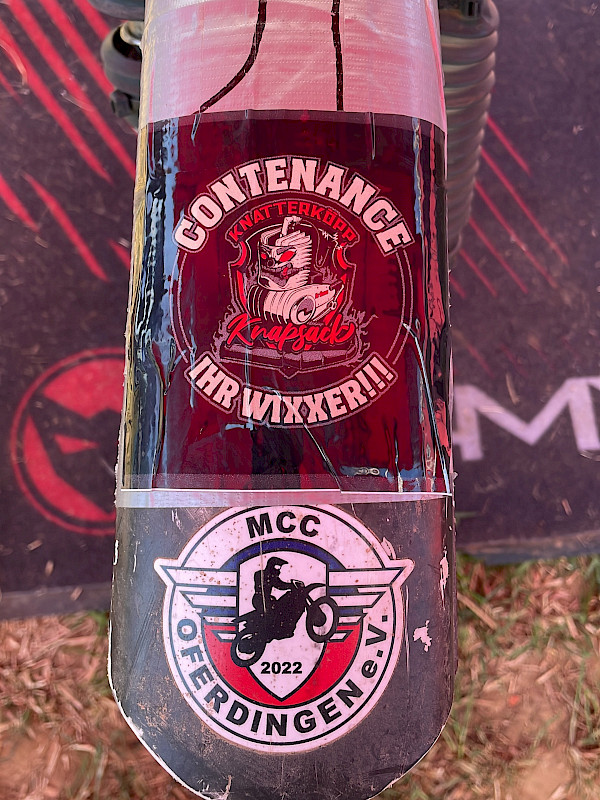 CONTENANCE
KNATTERKOPP
Knapsack
IHR WIXXER!!!
MCC
2022
OFERDINGEN e.V.